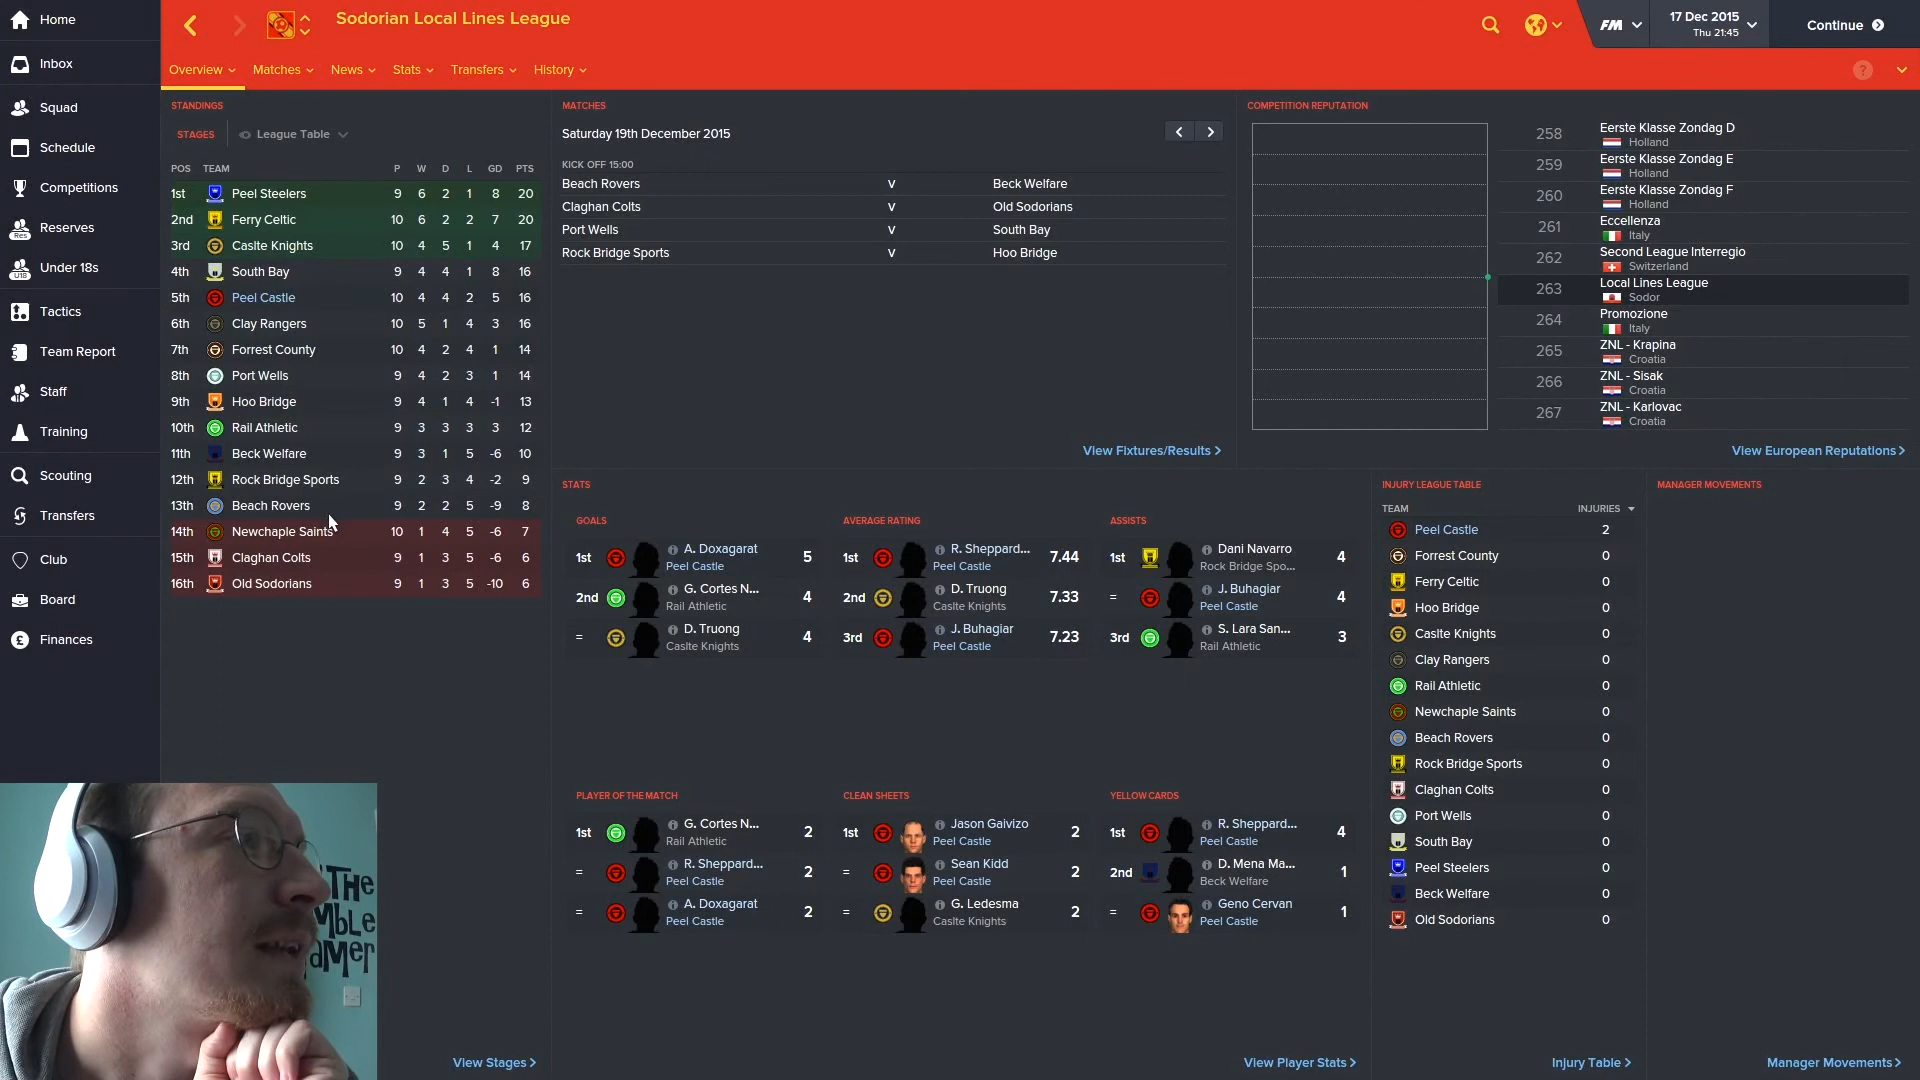 Home
Inbox
Squad
Schedule
Competitions
Reserves
Under 18s
Tactics
Team Report
Staff
Training
Scouting
Transfers
Club
Board
Finances
Sodorian Local Lines League
FM
17 Dec 2015
Thu 21:45
Continue
Overview Matches News Stats Transfers History
?
STANDINGS
STAGES League Table
POS TEAM P W D L GD PTS
1st Peel Steelers 9 6 2 1 8 20
2nd Ferry Celtic 10 6 2 2 7 20
3rd Caslte Knights 10 4 5 1 4 17
4th South Bay 9 4 4 1 8 16
5th Peel Castle 10 4 4 2 5 16
6th Clay Rangers 10 5 1 4 3 16
7th Forrest County 10 4 2 4 1 14
8th Port Wells 9 4 2 3 1 14
9th Hoo Bridge 9 4 1 4 -1 13
10th Rail Athletic 9 3 3 3 3 12
11th Beck Welfare 9 3 1 5 -6 10
12th Rock Bridge Sports 9 2 3 4 -2 9
13th Beach Rovers 9 2 2 5 -9 8
14th Newchaple Saints 10 1 4 5 -6 7
15th Claghan Colts 9 1 3 5 -6 6
16th Old Sodorians 9 1 3 5 -10 6
View Stages >
MATCHES
Saturday 19th December 2015
KICK OFF 15:00
Beach Rovers v Beck Welfare
Claghan Colts v Old Sodorians
Port Wells v South Bay
Rock Bridge Sports v Hoo Bridge
View Fixtures/Results >
COMPETITION REPUTATION
258 Eerste Klasse Zondag D
Holland
259 Eerste Klasse Zondag E
Holland
260 Eerste Klasse Zondag F
Holland
261 Eccellenza
Italy
262 Second League Interregio
Switzerland
263 Local Lines League
Sodor
264 Promozione
Italy
265 ZNL - Krapina
Croatia
266 ZNL - Sisak
Croatia
267 ZNL - Karlovac
Croatia
View European Reputations >
STATS
GOALS
1st A. Doxagarat 5
Peel Castle
2nd G. Cortes N... 4
Rail Athletic
= D. Truong 4
Caslte Knights
AVERAGE RATING
1st R. Sheppard... 7.44
Peel Castle
2nd D. Truong 7.33
Caslte Knights
3rd J. Buhagiar 7.23
Peel Castle
ASSISTS
1st Dani Navarro 4
Rock Bridge Spo...
= J. Buhagiar 4
Peel Castle
3rd S. Lara San... 3
Rail Athletic
PLAYER OF THE MATCH
1st G. Cortes N... 2
Rail Athletic
= R. Sheppard... 2
Peel Castle
= A. Doxagarat 2
Peel Castle
CLEAN SHEETS
1st Jason Gaivizo 2
Peel Castle
= Sean Kidd 2
Peel Castle
= G. Ledesma 2
Caslte Knights
YELLOW CARDS
1st R. Sheppard... 4
Peel Castle
2nd D. Mena Ma... 1
Beck Welfare
= Geno Cervan 1
Peel Castle
View Player Stats >
INJURY LEAGUE TABLE
TEAM INJURIES
Peel Castle 2
Forrest County 0
Ferry Celtic 0
Hoo Bridge 0
Caslte Knights 0
Clay Rangers 0
Rail Athletic 0
Newchaple Saints 0
Beach Rovers 0
Rock Bridge Sports 0
Claghan Colts 0
Port Wells 0
South Bay 0
Peel Steelers 0
Beck Welfare 0
Old Sodorians 0
Injury Table >
MANAGER MOVEMENTS
Manager Movements >
THE